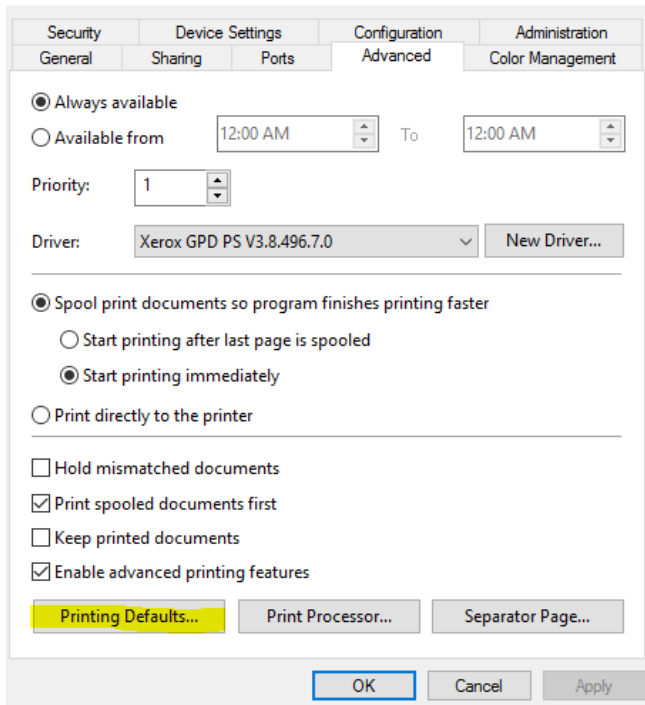 Security Device Settings Configuration Administration
General Sharing Ports Advanced Color Management
Always available
Available from 12:00 AM To 12:00 AM
Priority: 1
Driver: Xerox GPD PS V3.8.496.7.0 New Driver...
Spool print documents so program finishes printing faster
Start printing after last page is spooled
Start printing immediately
Print directly to the printer
Hold mismatched documents
Print spooled documents first
Keep printed documents
Enable advanced printing features
Printing Defaults... Print Processor... Separator Page...
OK Cancel Apply